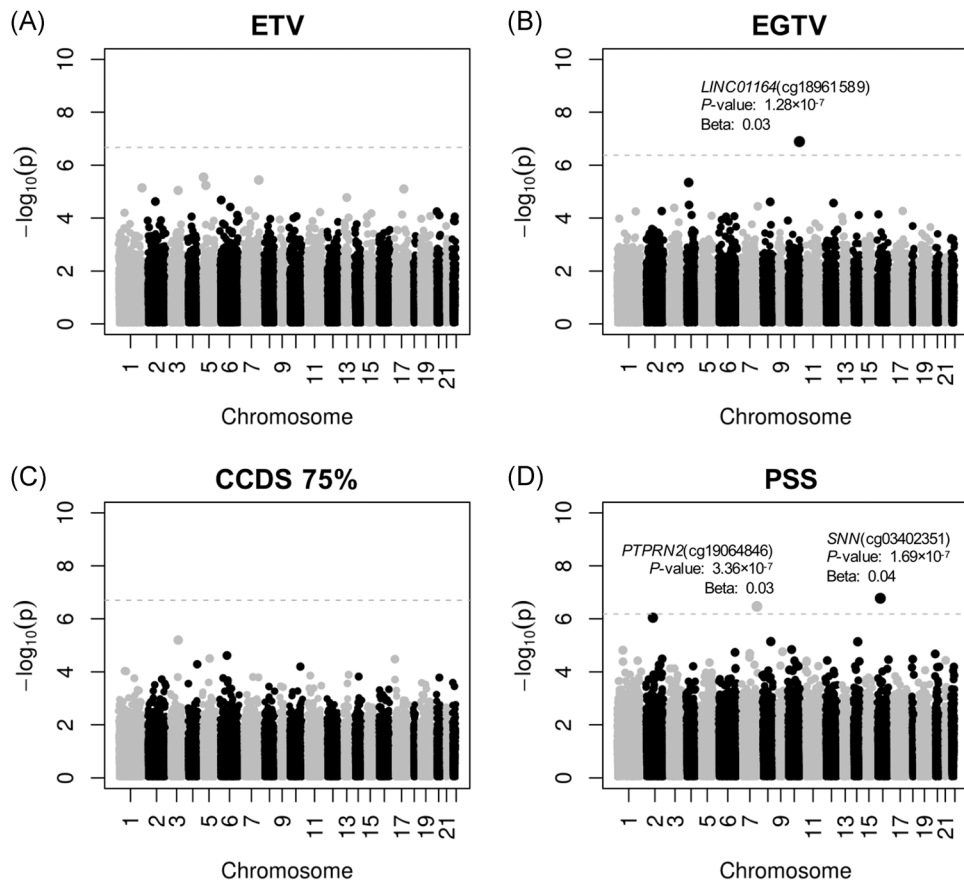 (A)
ETV
10
8
6
4
2
0
−log10(p)
1 2 3 5 6 7 9 11 13 15 17 19 21
Chromosome
(B)
EGTV
LINC01164(cg18961589)
P-value: 1.28×10-7
Beta: 0.03
10
8
6
4
2
0
−log10(p)
1 2 3 4 5 6 7 9 11 13 15 17 19 21
Chromosome
(C)
CCDS 75%
10
8
6
4
2
0
−log10(p)
1 2 3 5 6 7 9 11 13 15 17 19 21
Chromosome
(D)
PSS
PTPRN2(cg19064846)
P-value: 3.36×10-7
Beta: 0.03
SNN(cg03402351)
P-value: 1.69×10-7
Beta: 0.04
10
8
6
4
2
0
−log10(p)
1 2 3 4 5 6 7 9 11 13 15 17 19 21
Chromosome